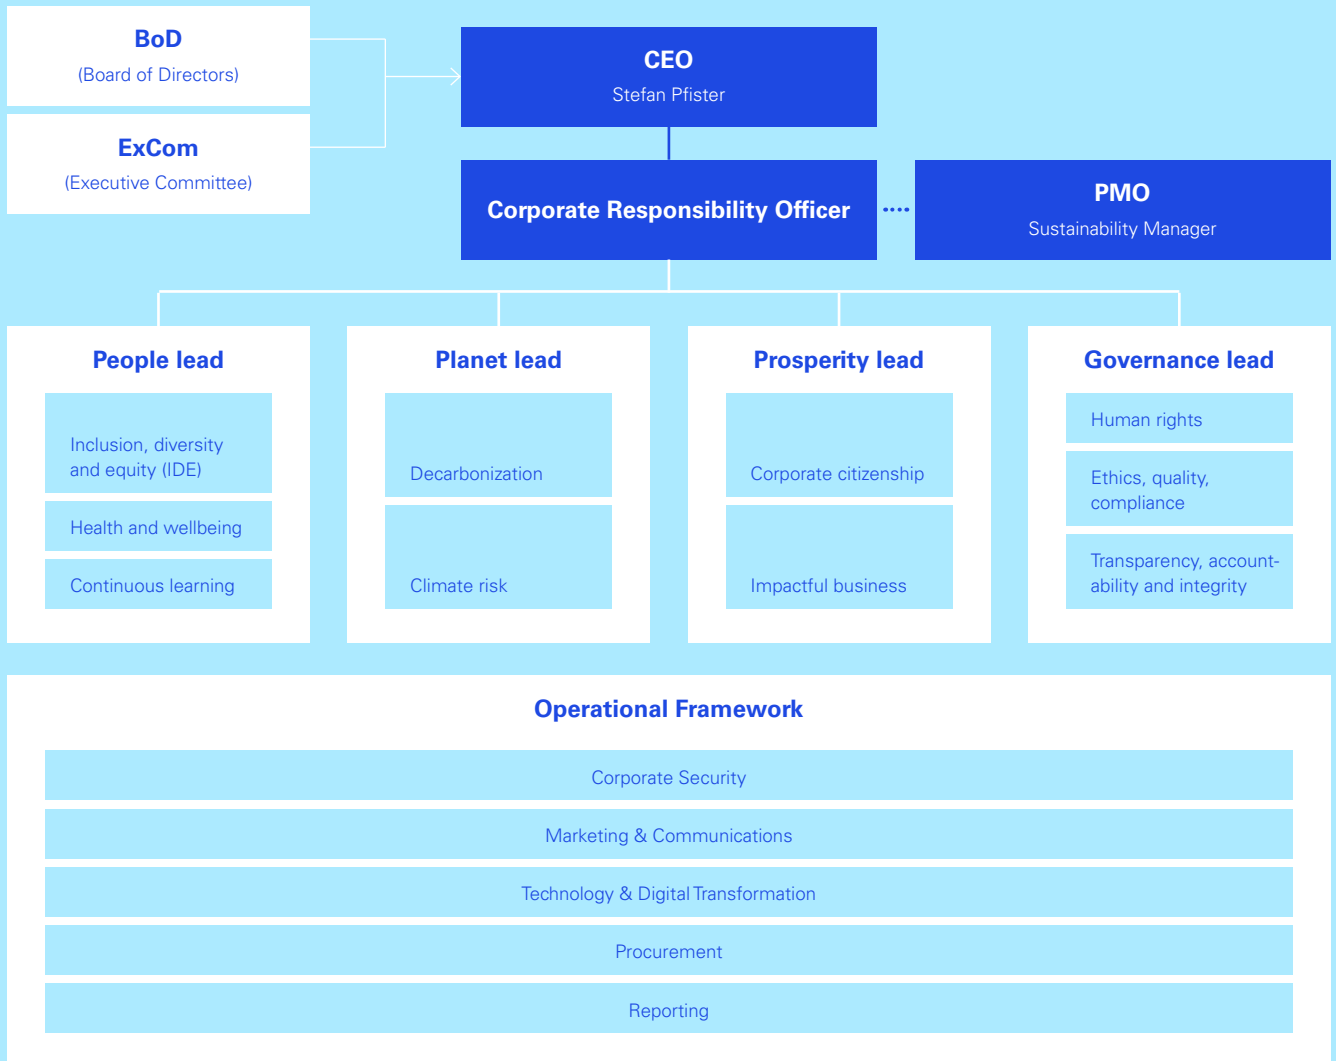 BoD
(Board of Directors)
CEO
Stefan Pfister
ExCom
(Executive Committee)
Corporate Responsibility Officer
PMO
Sustainability Manager
People lead
Inclusion, diversity
and equity (IDE)
Health and wellbeing
Continuous learning
Planet lead
Decarbonization
Climate risk
Prosperity lead
Corporate citizenship
Impactful business
Governance lead
Human rights
Ethics, quality,
compliance
Transparency, account-
ability and integrity
Operational Framework
Corporate Security
Marketing & Communications
Technology & Digital Transformation
Procurement
Reporting